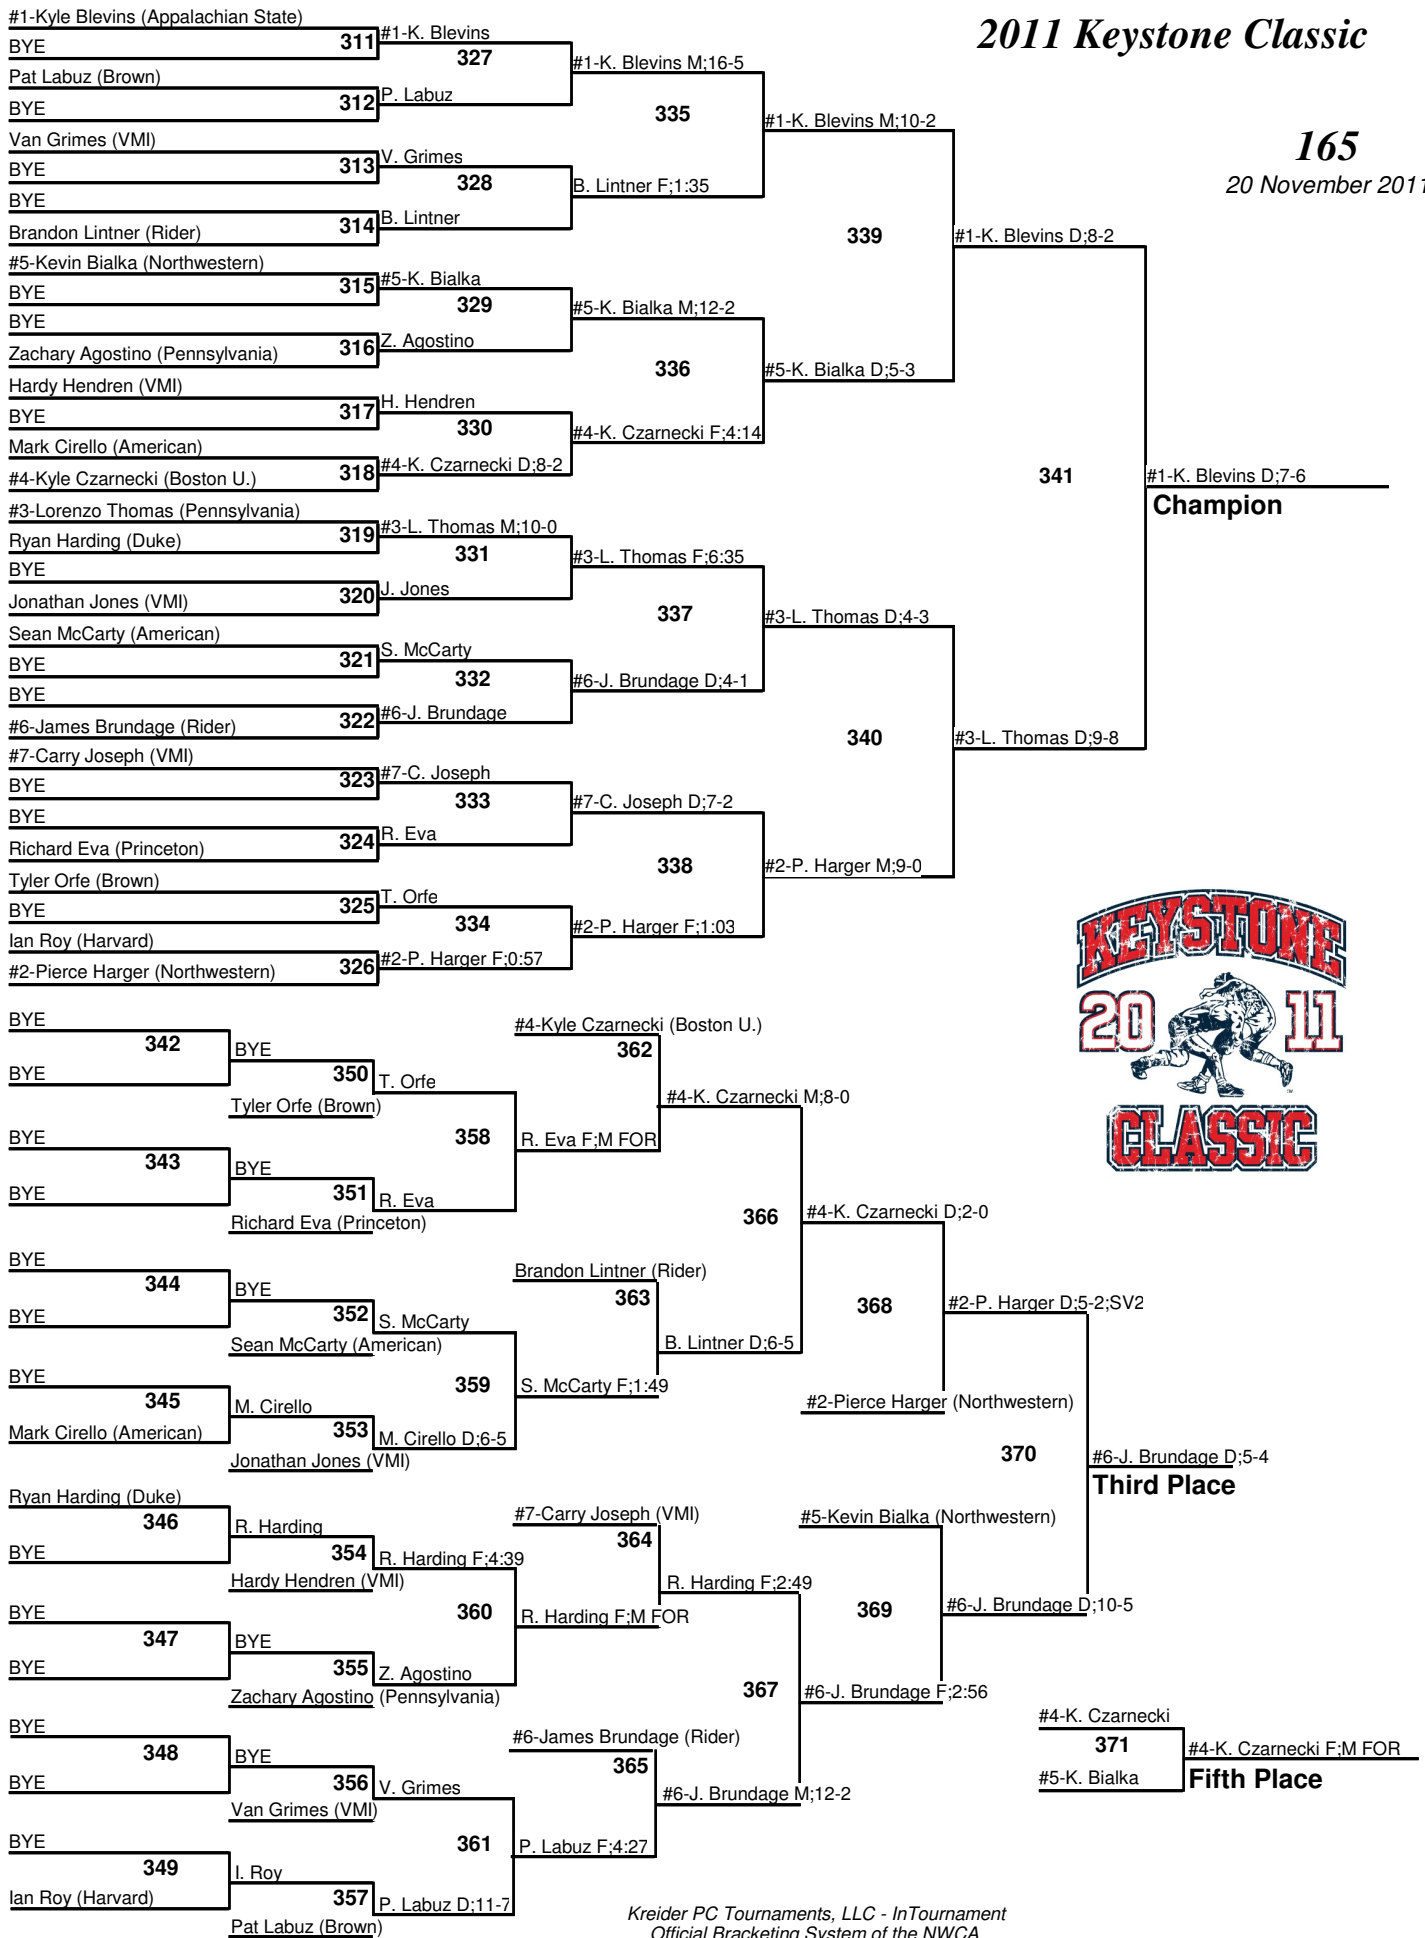 2011 Keystone Classic
165
20 November 2011
#1-Kyle Blevins (Appalachian State)
BYE
311
#1-K. Blevins
327
Pat Labuz (Brown)
BYE
312
P. Labuz
#1-K. Blevins M;16-5
335
Van Grimes (VMI)
BYE
313
V. Grimes
328
BYE
Brandon Lintner (Rider)
314
B. Lintner
B. Lintner F;1:35
#1-K. Blevins M;10-2
339
#5-Kevin Bialka (Northwestern)
BYE
315
#5-K. Bialka
329
BYE
Zachary Agostino (Pennsylvania)
316
Z. Agostino
#5-K. Bialka M;12-2
336
Hardy Hendren (VMI)
BYE
317
H. Hendren
330
Mark Cirello (American)
#4-Kyle Czarnecki (Boston U.)
318
#4-K. Czarnecki D;8-2
#4-K. Czarnecki F;4:14
#5-K. Bialka D;5-3
#1-K. Blevins D;8-2
341
#1-K. Blevins D;7-6
Champion
#3-Lorenzo Thomas (Pennsylvania)
Ryan Harding (Duke)
319
#3-L. Thomas M;10-0
331
BYE
Jonathan Jones (VMI)
320
J. Jones
#3-L. Thomas F;6:35
337
Sean McCarty (American)
BYE
321
S. McCarty
332
BYE
#6-James Brundage (Rider)
322
#6-J. Brundage
#6-J. Brundage D;4-1
#3-L. Thomas D;4-3
340
#3-L. Thomas D;9-8
#7-Carry Joseph (VMI)
BYE
323
#7-C. Joseph
333
BYE
Richard Eva (Princeton)
324
R. Eva
#7-C. Joseph D;7-2
338
Tyler Orfe (Brown)
BYE
325
T. Orfe
334
Ian Roy (Harvard)
#2-Pierce Harger (Northwestern)
326
#2-P. Harger F;0:57
#2-P. Harger F;1:03
#2-P. Harger M;9-0
KEYSTONE
20 11
CLASSIC
BYE
342
BYE
BYE
350
Tyler Orfe (Brown)
T. Orfe
358
BYE
343
BYE
BYE
351
Richard Eva (Princeton)
R. Eva
#4-Kyle Czarnecki (Boston U.)
362
R. Eva F;M FOR
#4-K. Czarnecki M;8-0
366
BYE
344
BYE
BYE
352
Sean McCarty (American)
S. McCarty
359
BYE
345
Mark Cirello (American)
M. Cirello
353
Jonathan Jones (VMI)
M. Cirello D;6-5
Brandon Lintner (Rider)
363
S. McCarty F;1:49
B. Lintner D;6-5
#4-K. Czarnecki D;2-0
368
#2-Pierce Harger (Northwestern)
#2-P. Harger D;5-2;SV2
370
#6-J. Brundage D;5-4
Third Place
Ryan Harding (Duke)
346
BYE
R. Harding
354
Hardy Hendren (VMI)
R. Harding F;4:39
360
BYE
347
BYE
BYE
355
Zachary Agostino (Pennsylvania)
Z. Agostino
#7-Carry Joseph (VMI)
364
R. Harding F;M FOR
R. Harding F;2:49
367
#5-Kevin Bialka (Northwestern)
369
#6-J. Brundage D;10-5
#6-J. Brundage F;2:56
BYE
348
BYE
BYE
356
Van Grimes (VMI)
V. Grimes
361
BYE
349
Ian Roy (Harvard)
I. Roy
357
Pat Labuz (Brown)
P. Labuz D;11-7
#6-James Brundage (Rider)
365
P. Labuz F;4:27
#6-J. Brundage M;12-2
#4-K. Czarnecki
371
#5-K. Bialka
#4-K. Czarnecki F;M FOR
Fifth Place
Kreider PC Tournaments, LLC - InTournament
Official Bracketing System of the NWCA